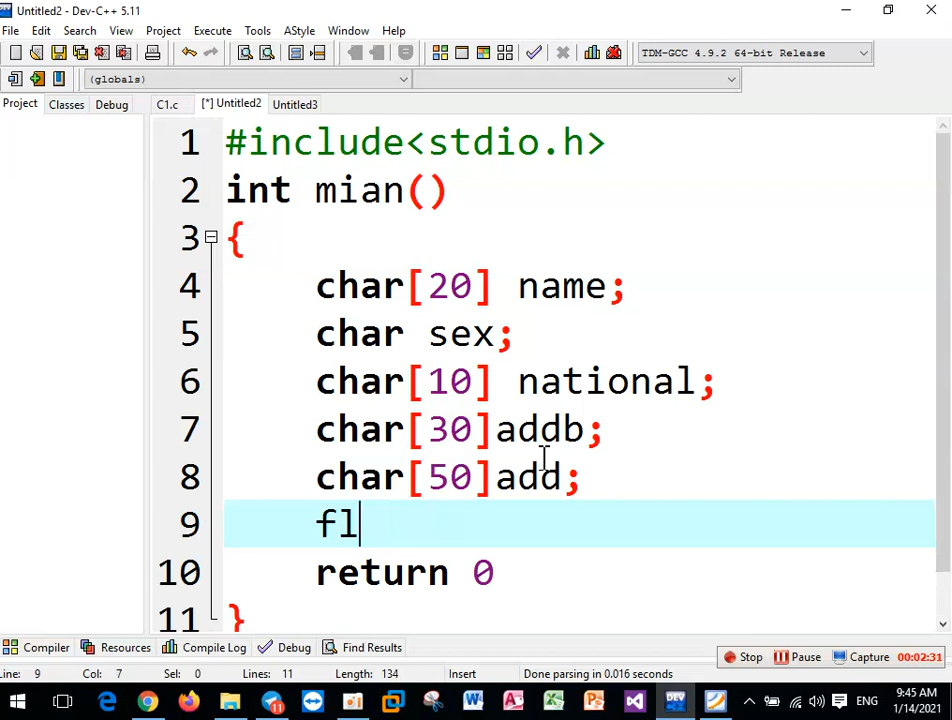 Untitled2 - Dev-C++ 5.11
File Edit Search View Project Execute Tools AStyle Window Help
TDM-GCC 4.9.2 64-bit Release
(globals)
Project Classes Debug C1.c [*] Untitled2 Untitled3
1 #include<stdio.h>
2 int mian()
3 {
4 char[20] name;
5 char sex;
6 char[10] national;
7 char[30]addb;
8 char[50]add;
9 fl
10 return 0
11 }
Compiler Resources Compile Log Debug Find Results
Line: 9 Col: 7 Sel: 0 Lines: 11 Length: 134 Insert Done parsing in 0.016 seconds
Stop Pause Capture 00:02:31
ENG 9:45 AM
1/14/2021